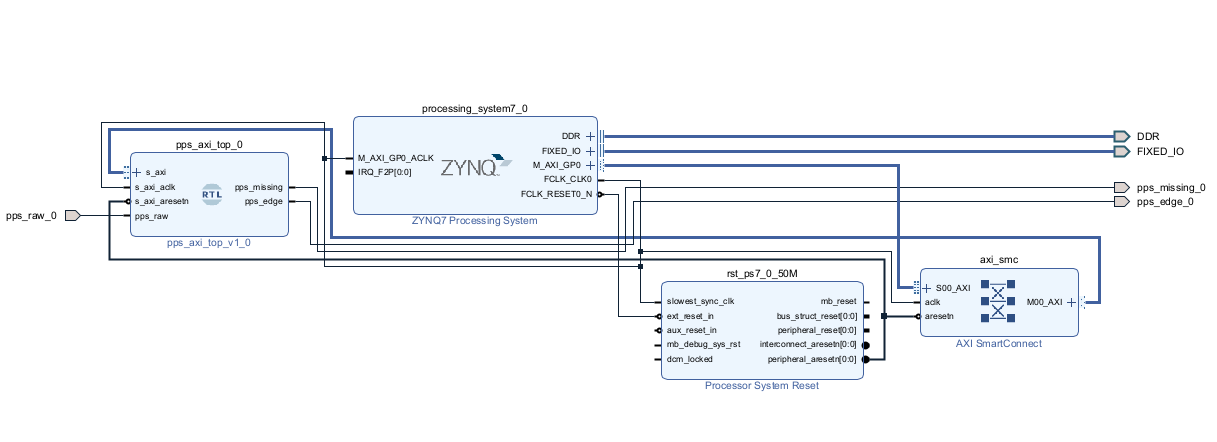 processing_system7_0
DDR
FIXED_IO
M_AXI_GP0
FCLK_CLK0
FCLK_RESET0_N
M_AXI_GP0_ACLK
IRQ_F2P[0:0]
ZYNQ
ZYNQ7 Processing System
pps_axi_top_0
s_axi
s_axi_aclk
s_axi_aresetn
pps_raw
RTL
pps_missing
pps_edge
pps_axi_top_v1_0
pps_raw_0
DDR
FIXED_IO
pps_missing_0
pps_edge_0
rst_ps7_0_50M
slowest_sync_clk
ext_reset_in
aux_reset_in
mb_debug_sys_rst
dcm_locked
mb_reset
bus_struct_reset[0:0]
peripheral_reset[0:0]
interconnect_aresetn[0:0]
peripheral_aresetn[0:0]
Processor System Reset
axi_smc
S00_AXI
aclk
aresetn
M00_AXI
AXI SmartConnect